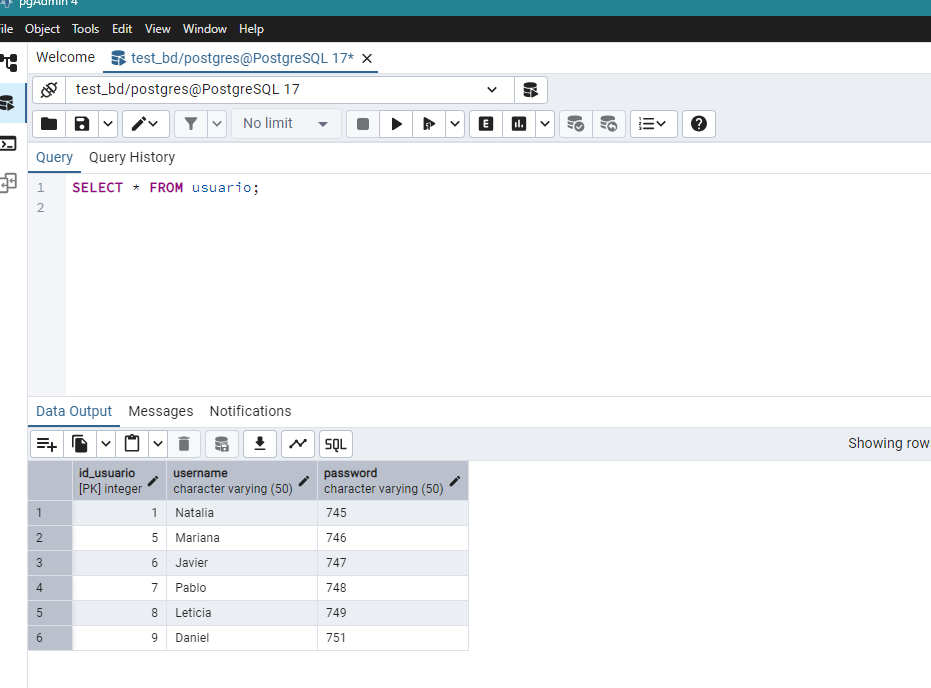 pgAdmin 4
File Object Tools Edit View Window Help
Welcome test_bd/postgres@PostgreSQL 17*
test_bd/postgres@PostgreSQL 17
No limit
E
Query Query History
1 SELECT * FROM usuario;
2
Data Output Messages Notifications
SQL Showing row
id_usuario username password
[PK] integer character varying (50) character varying (50)
1 1 Natalia 745
2 5 Mariana 746
3 6 Javier 747
4 7 Pablo 748
5 8 Leticia 749
6 9 Daniel 751